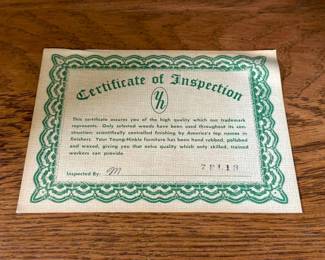 Certificate of Inspection
YH
This certificate assures you of the high quality which our trademark
represents. Only selected woods have been used throughout its con-
struction; scientifically controlled finishing by America's top names in
finishes. Your Young-Hinkle furniture has been hand rubbed, polished
and waxed, giving you that extra quality which only skilled, trained
workers can provide.
Inspected By: M